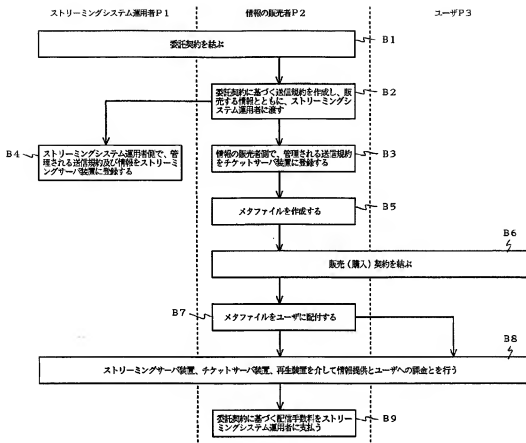 ストリーミングシステム運用者P1
情報の販売者P2
ユーザP3
委託契約を結ぶ
B1
委託契約に基づく送信規約を作成し、販
売する情報とともに、ストリーミングシ
ステム運用者に渡す
B2
B4
ストリーミングシステム運用者側で、管
理される送信規約及び情報をストリーミ
ングサーバ装置に登録する
情報の販売者側で、管理される送信規約
をチケットサーバ装置に登録する
B3
メタファイルを作成する
B5
B6
販売(購入)契約を結ぶ
B7
メタファイルをユーザに配付する
B8
ストリーミングサーバ装置、チケットサーバ装置、再生装置を介して情報提供とユーザへの課金とを行う
委託契約に基づく配信手数料をストリー
ミングシステム運用者に支払う
B9